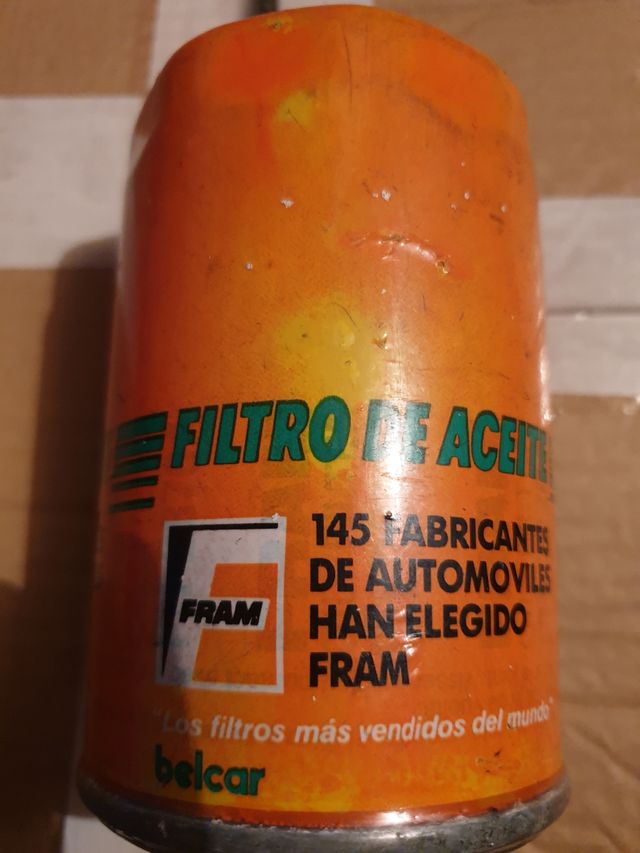 FILTRO DE ACEITE
145 FABRICANTES
DE AUTOMOVILES
HAN ELEGIDO
FRAM
FRAM
"Los filtros más vendidos del mundo"
belcar